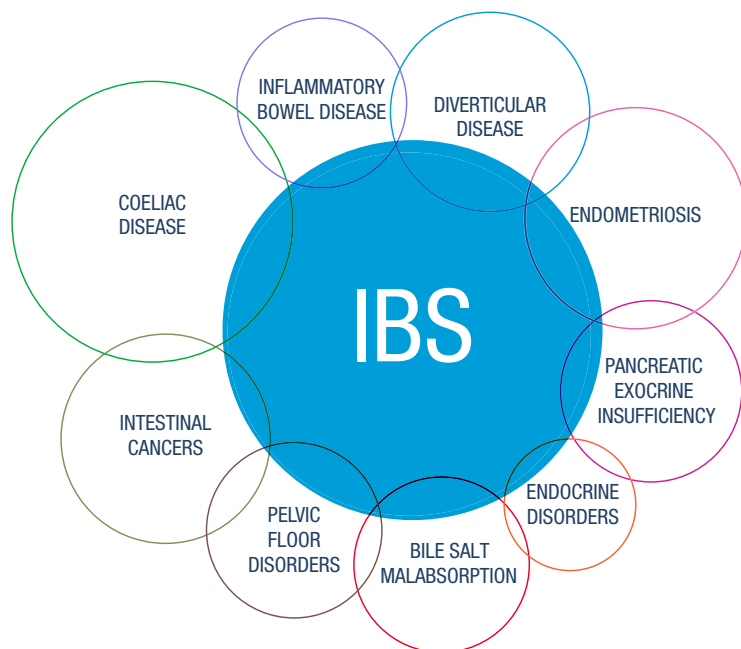 INFLAMMATORY
BOWEL DISEASE
DIVERTICULAR
DISEASE
COELIAC
DISEASE
ENDOMETRIOSIS
IBS
PANCREATIC
EXOCRINE
INSUFFICIENCY
INTESTINAL
CANCERS
ENDOCRINE
DISORDERS
PELVIC
FLOOR
DISORDERS
BILE SALT
MALABSORPTION